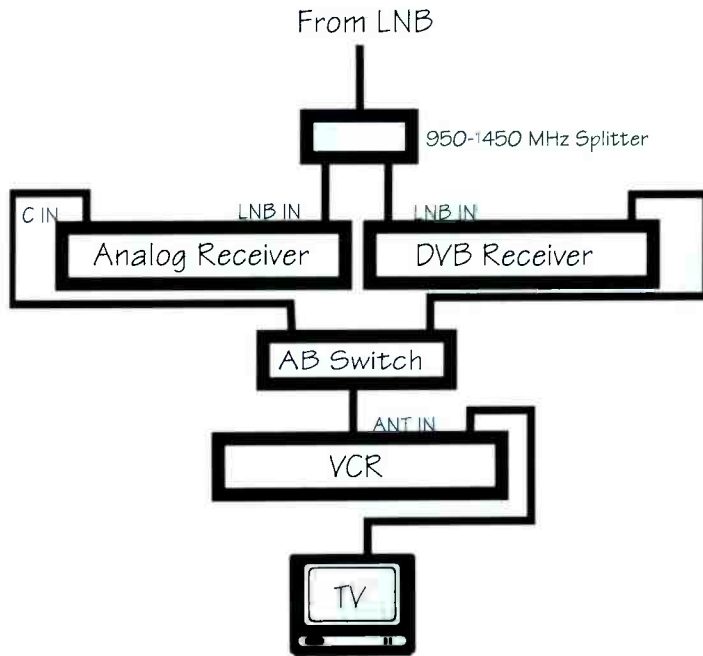 From LNB
950-1450 MHz Splitter
C IN
LNB IN
LNB IN
Analog Receiver
DVB Receiver
AB Switch
ANT IN
VCR
TV